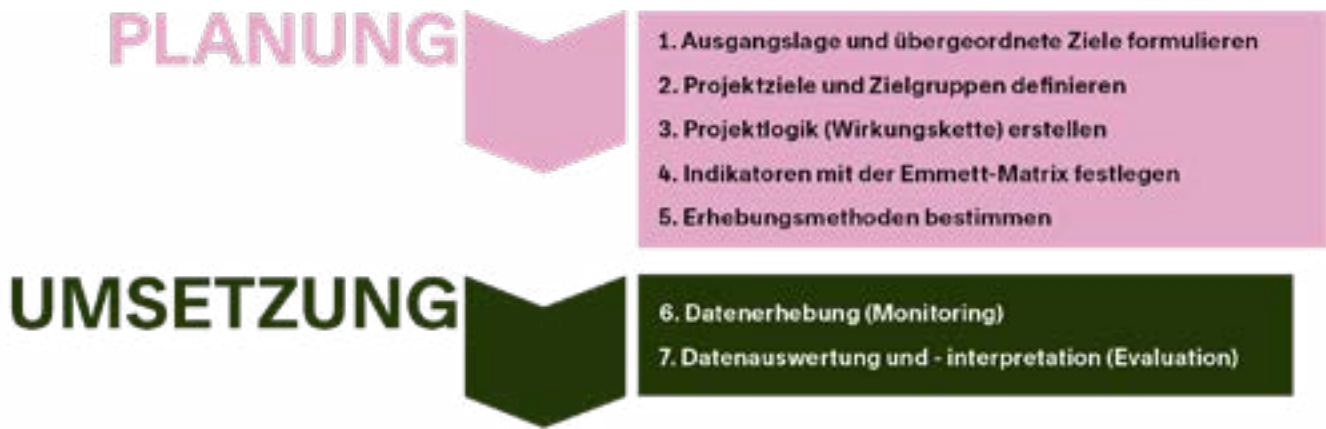 PLANUNG
1. Ausgangslage und übergeordnete Ziele formulieren
2. Projektziele und Zielgruppen definieren
3. Projektlogik (Wirkungskette) erstellen
4. Indikatoren mit der Emmett-Matrix festlegen
5. Erhebungsmethoden bestimmen
UMSETZUNG
6. Datenerhebung (Monitoring)
7. Datenauswertung und - interpretation (Evaluation)